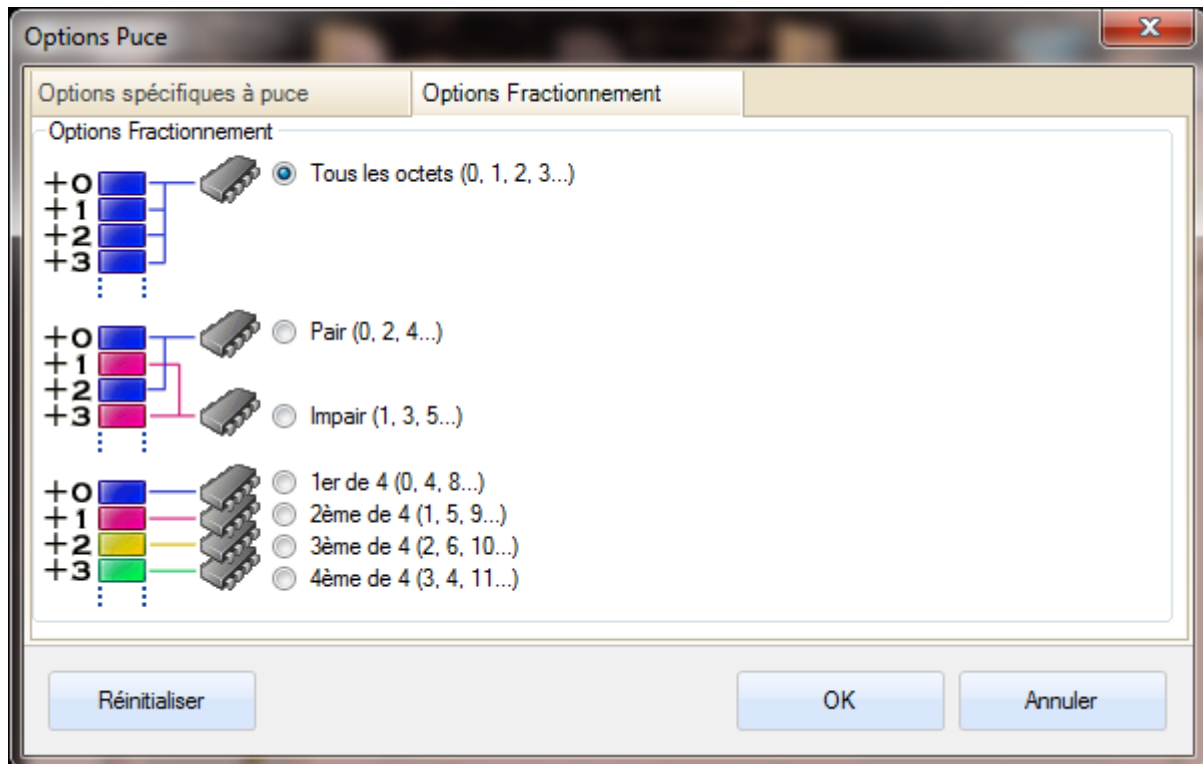 Options Puce
x
Options spécifiques à puce Options Fractionnement
Options Fractionnement
+0 Tous les octets (0, 1, 2, 3...)
+1
+2
+3
+0 Pair (0, 2, 4...)
+1
+2
+3 Impair (1, 3, 5...)
+0 1er de 4 (0, 4, 8...)
+1 2ème de 4 (1, 5, 9...)
+2 3ème de 4 (2, 6, 10...)
+3 4ème de 4 (3, 4, 11...)
Réinitialiser OK Annuler